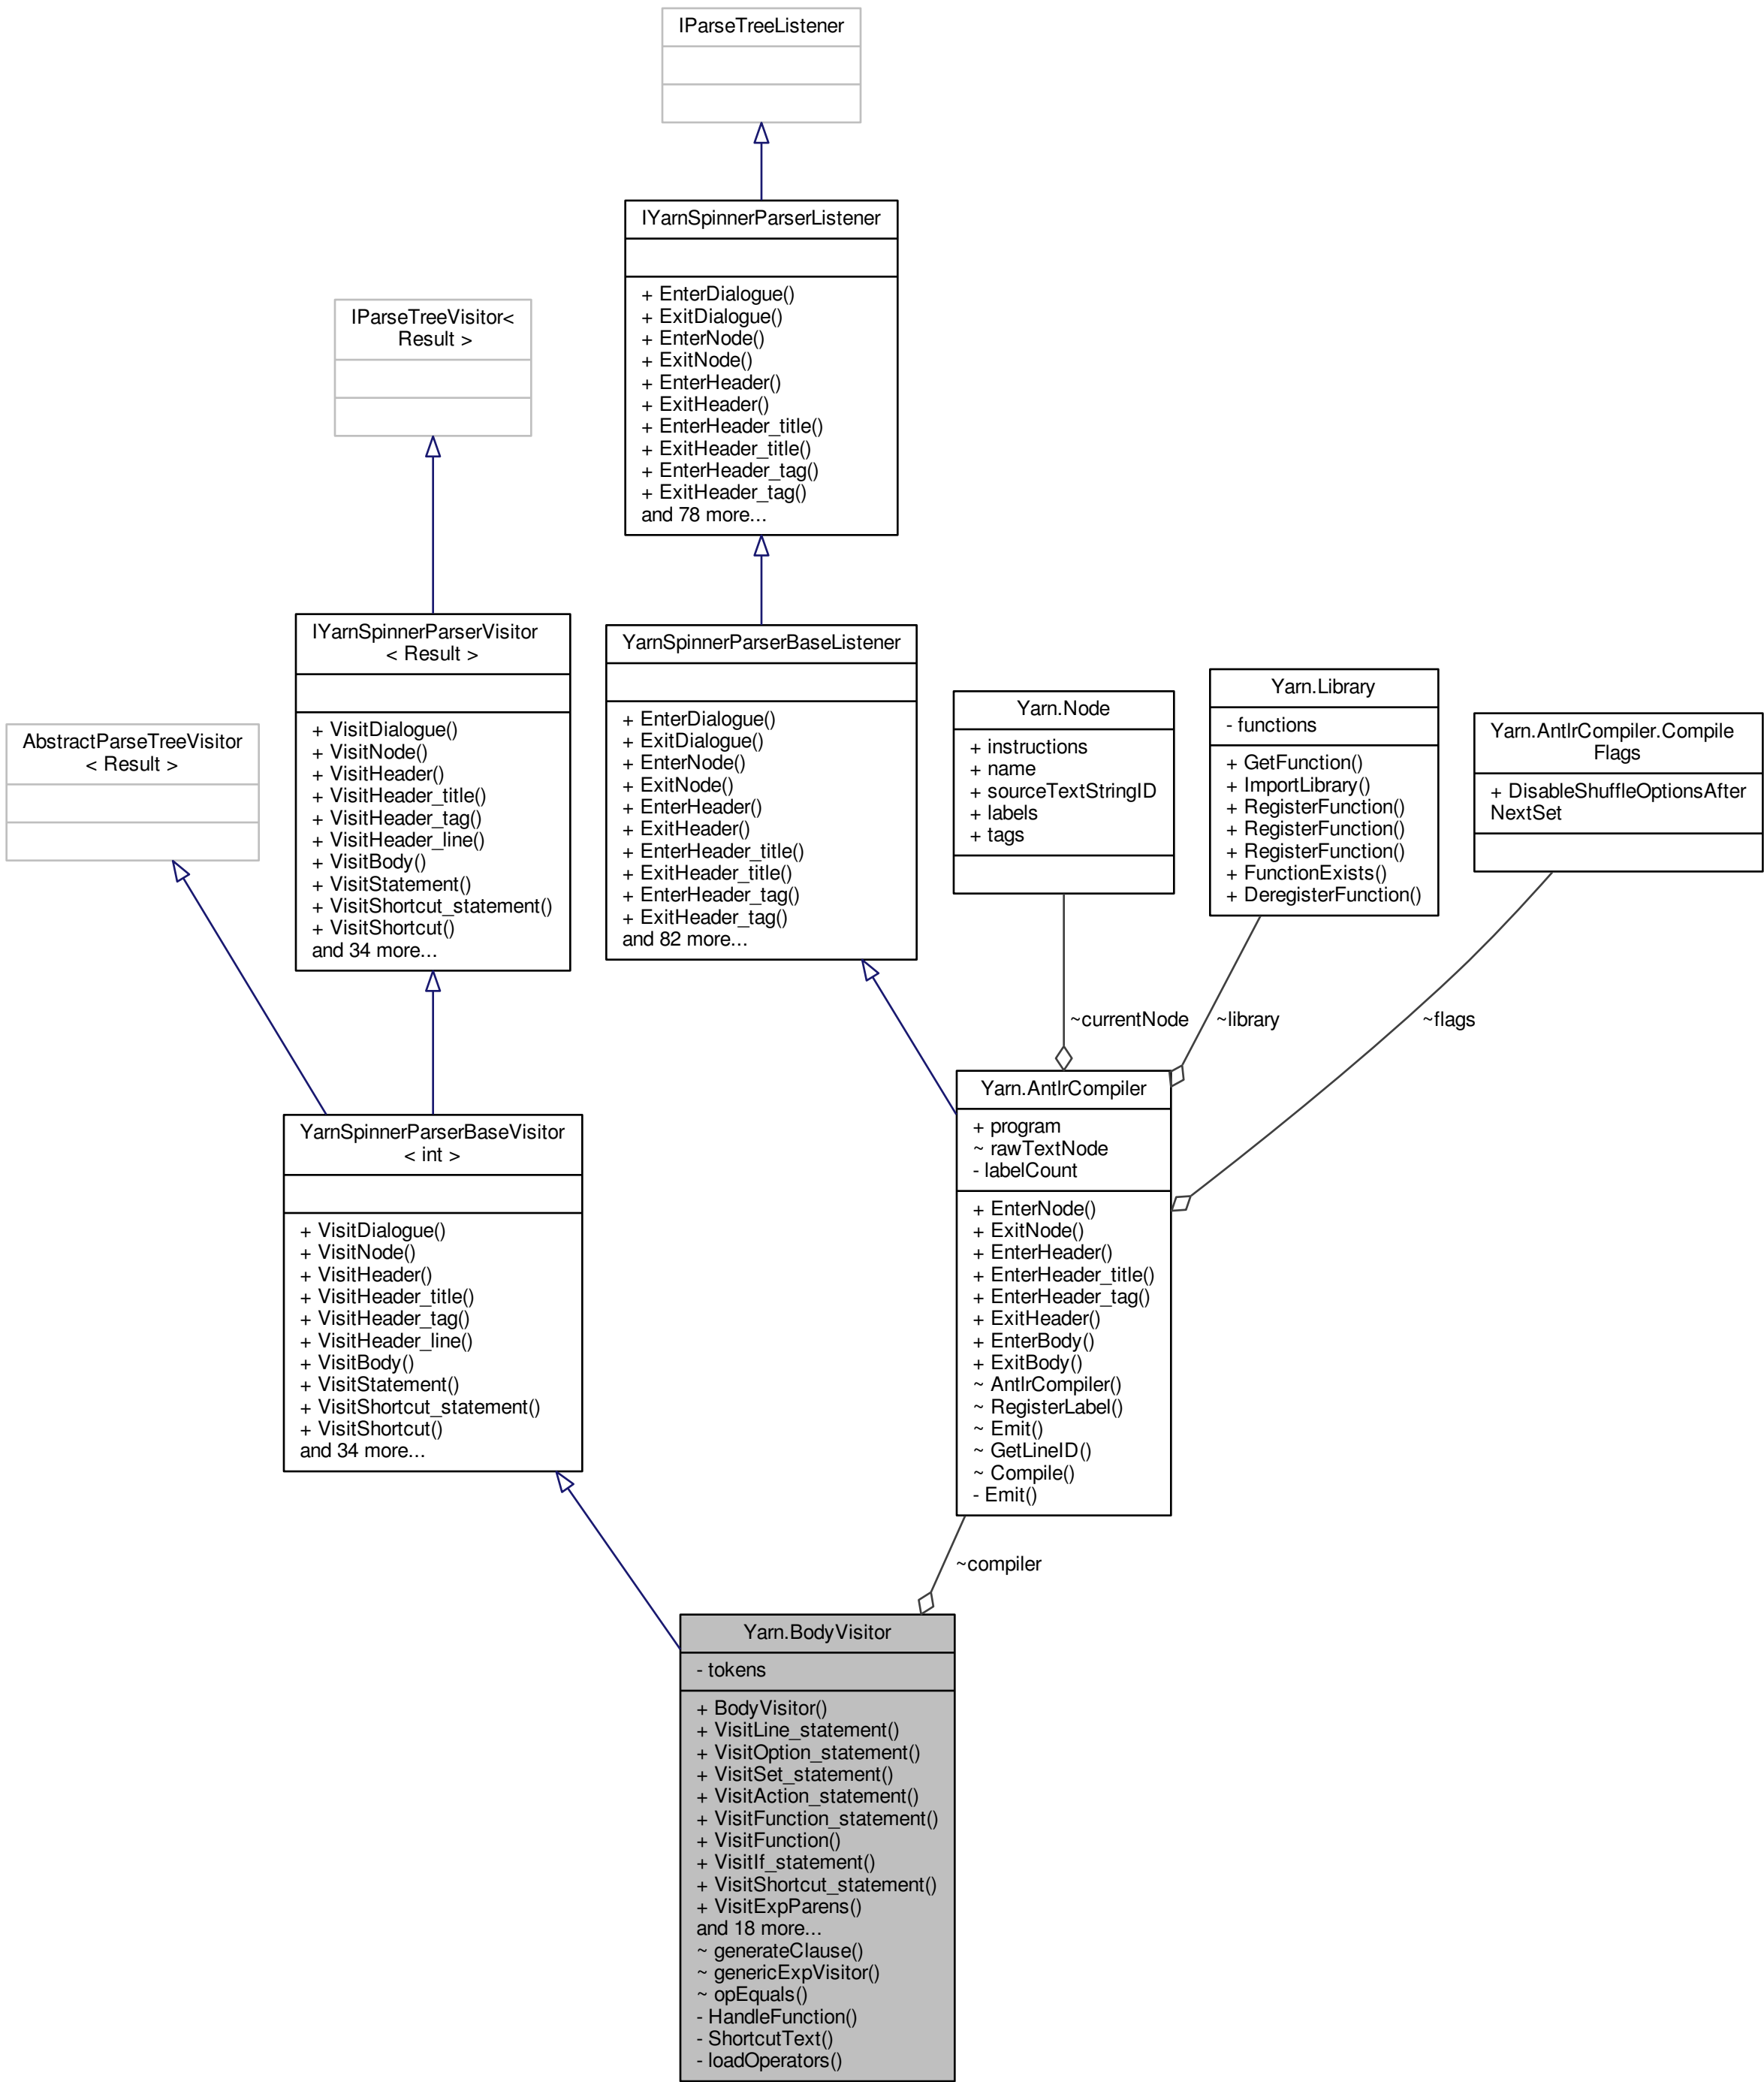 IParseTreeListener
IYarnSpinnerParserListener
+ EnterDialogue()
+ ExitDialogue()
+ EnterNode()
+ ExitNode()
+ EnterHeader()
+ ExitHeader()
+ EnterHeader_title()
+ ExitHeader_title()
+ EnterHeader_tag()
+ ExitHeader_tag()
and 78 more...
IParseTreeVisitor<
Result >
IYarnSpinnerParserVisitor
< Result >
+ VisitDialogue()
+ VisitNode()
+ VisitHeader()
+ VisitHeader_title()
+ VisitHeader_tag()
+ VisitHeader_line()
+ VisitBody()
+ VisitStatement()
+ VisitShortcut_statement()
+ VisitShortcut()
and 34 more...
YarnSpinnerParserBaseListener
+ EnterDialogue()
+ ExitDialogue()
+ EnterNode()
+ ExitNode()
+ EnterHeader()
+ ExitHeader()
+ EnterHeader_title()
+ ExitHeader_title()
+ EnterHeader_tag()
+ ExitHeader_tag()
and 82 more...
Yarn.Node
+ instructions
+ name
+ sourceTextStringID
+ labels
+ tags
Yarn.Library
- functions
+ GetFunction()
+ ImportLibrary()
+ RegisterFunction()
+ RegisterFunction()
+ RegisterFunction()
+ FunctionExists()
+ DeregisterFunction()
Yarn.AntlrCompiler.Compile
Flags
+ DisableShuffleOptionsAfter
NextSet
AbstractParseTreeVisitor
< Result >
~currentNode
~library
~flags
YarnSpinnerParserBaseVisitor
< int >
+ VisitDialogue()
+ VisitNode()
+ VisitHeader()
+ VisitHeader_title()
+ VisitHeader_tag()
+ VisitHeader_line()
+ VisitBody()
+ VisitStatement()
+ VisitShortcut_statement()
+ VisitShortcut()
and 34 more...
Yarn.AntlrCompiler
+ program
~ rawTextNode
- labelCount
+ EnterNode()
+ ExitNode()
+ EnterHeader()
+ EnterHeader_title()
+ EnterHeader_tag()
+ ExitHeader()
+ EnterBody()
+ ExitBody()
~ AntlrCompiler()
~ RegisterLabel()
~ Emit()
~ GetLineID()
~ Compile()
- Emit()
~compiler
Yarn.BodyVisitor
- tokens
+ BodyVisitor()
+ VisitLine_statement()
+ VisitOption_statement()
+ VisitSet_statement()
+ VisitAction_statement()
+ VisitFunction_statement()
+ VisitFunction()
+ VisitIf_statement()
+ VisitShortcut_statement()
+ VisitExpParens()
and 18 more...
~ generateClause()
~ genericExpVisitor()
~ opEquals()
- HandleFunction()
- ShortcutText()
- loadOperators()